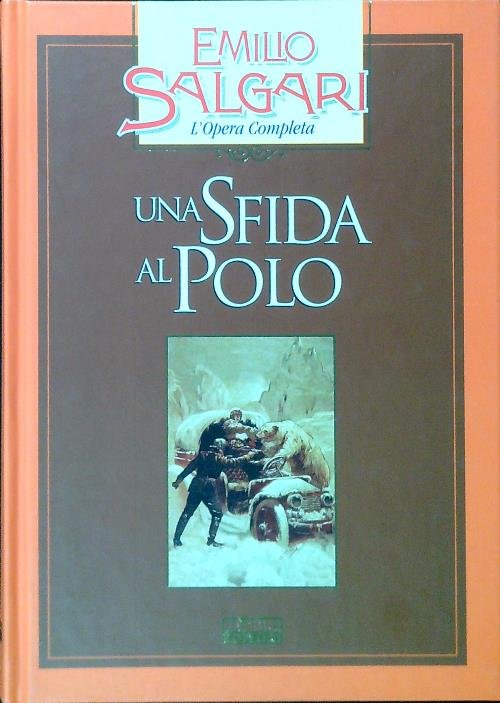 EMILIO
SALGARI
L'Opera Completa
UNA SFIDA
AL POLO